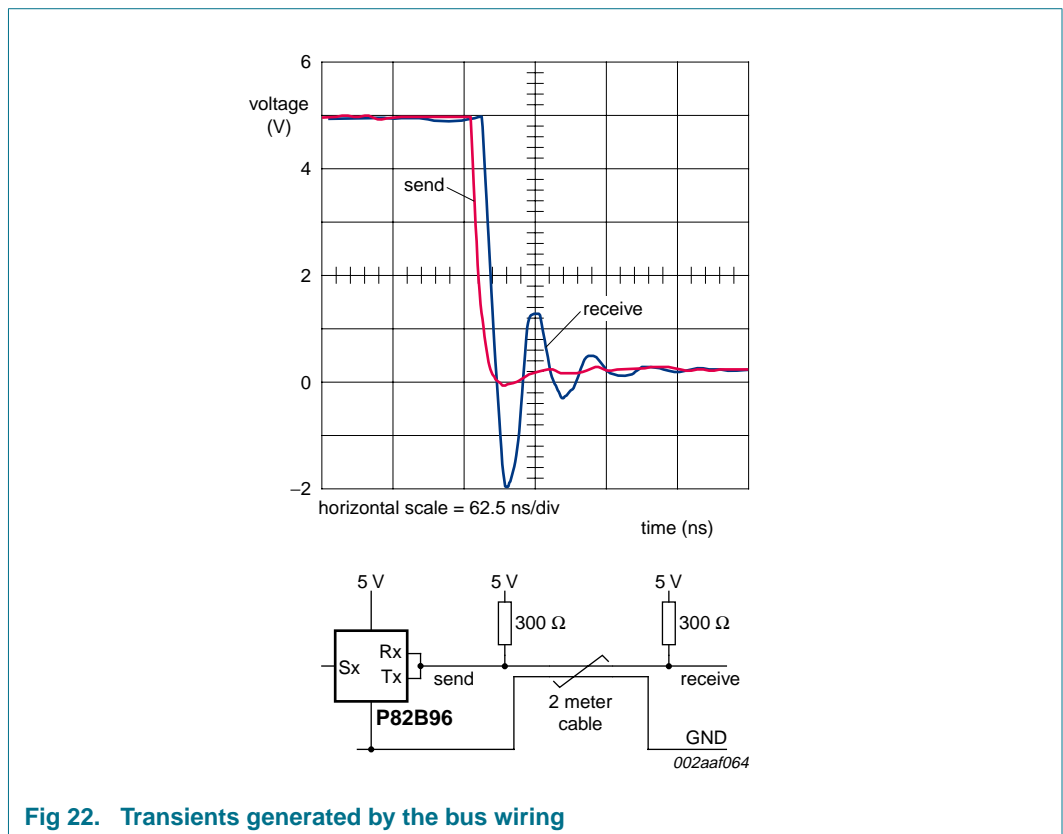 6
voltage
(V)
4
send
2
receive
0
−2
horizontal scale = 62.5 ns/div
time (ns)
5 V
5 V
5 V
300 Ω
300 Ω
Sx
Rx
Tx
send
receive
P82B96
2 meter
cable
GND
002aaf064
Fig 22. Transients generated by the bus wiring